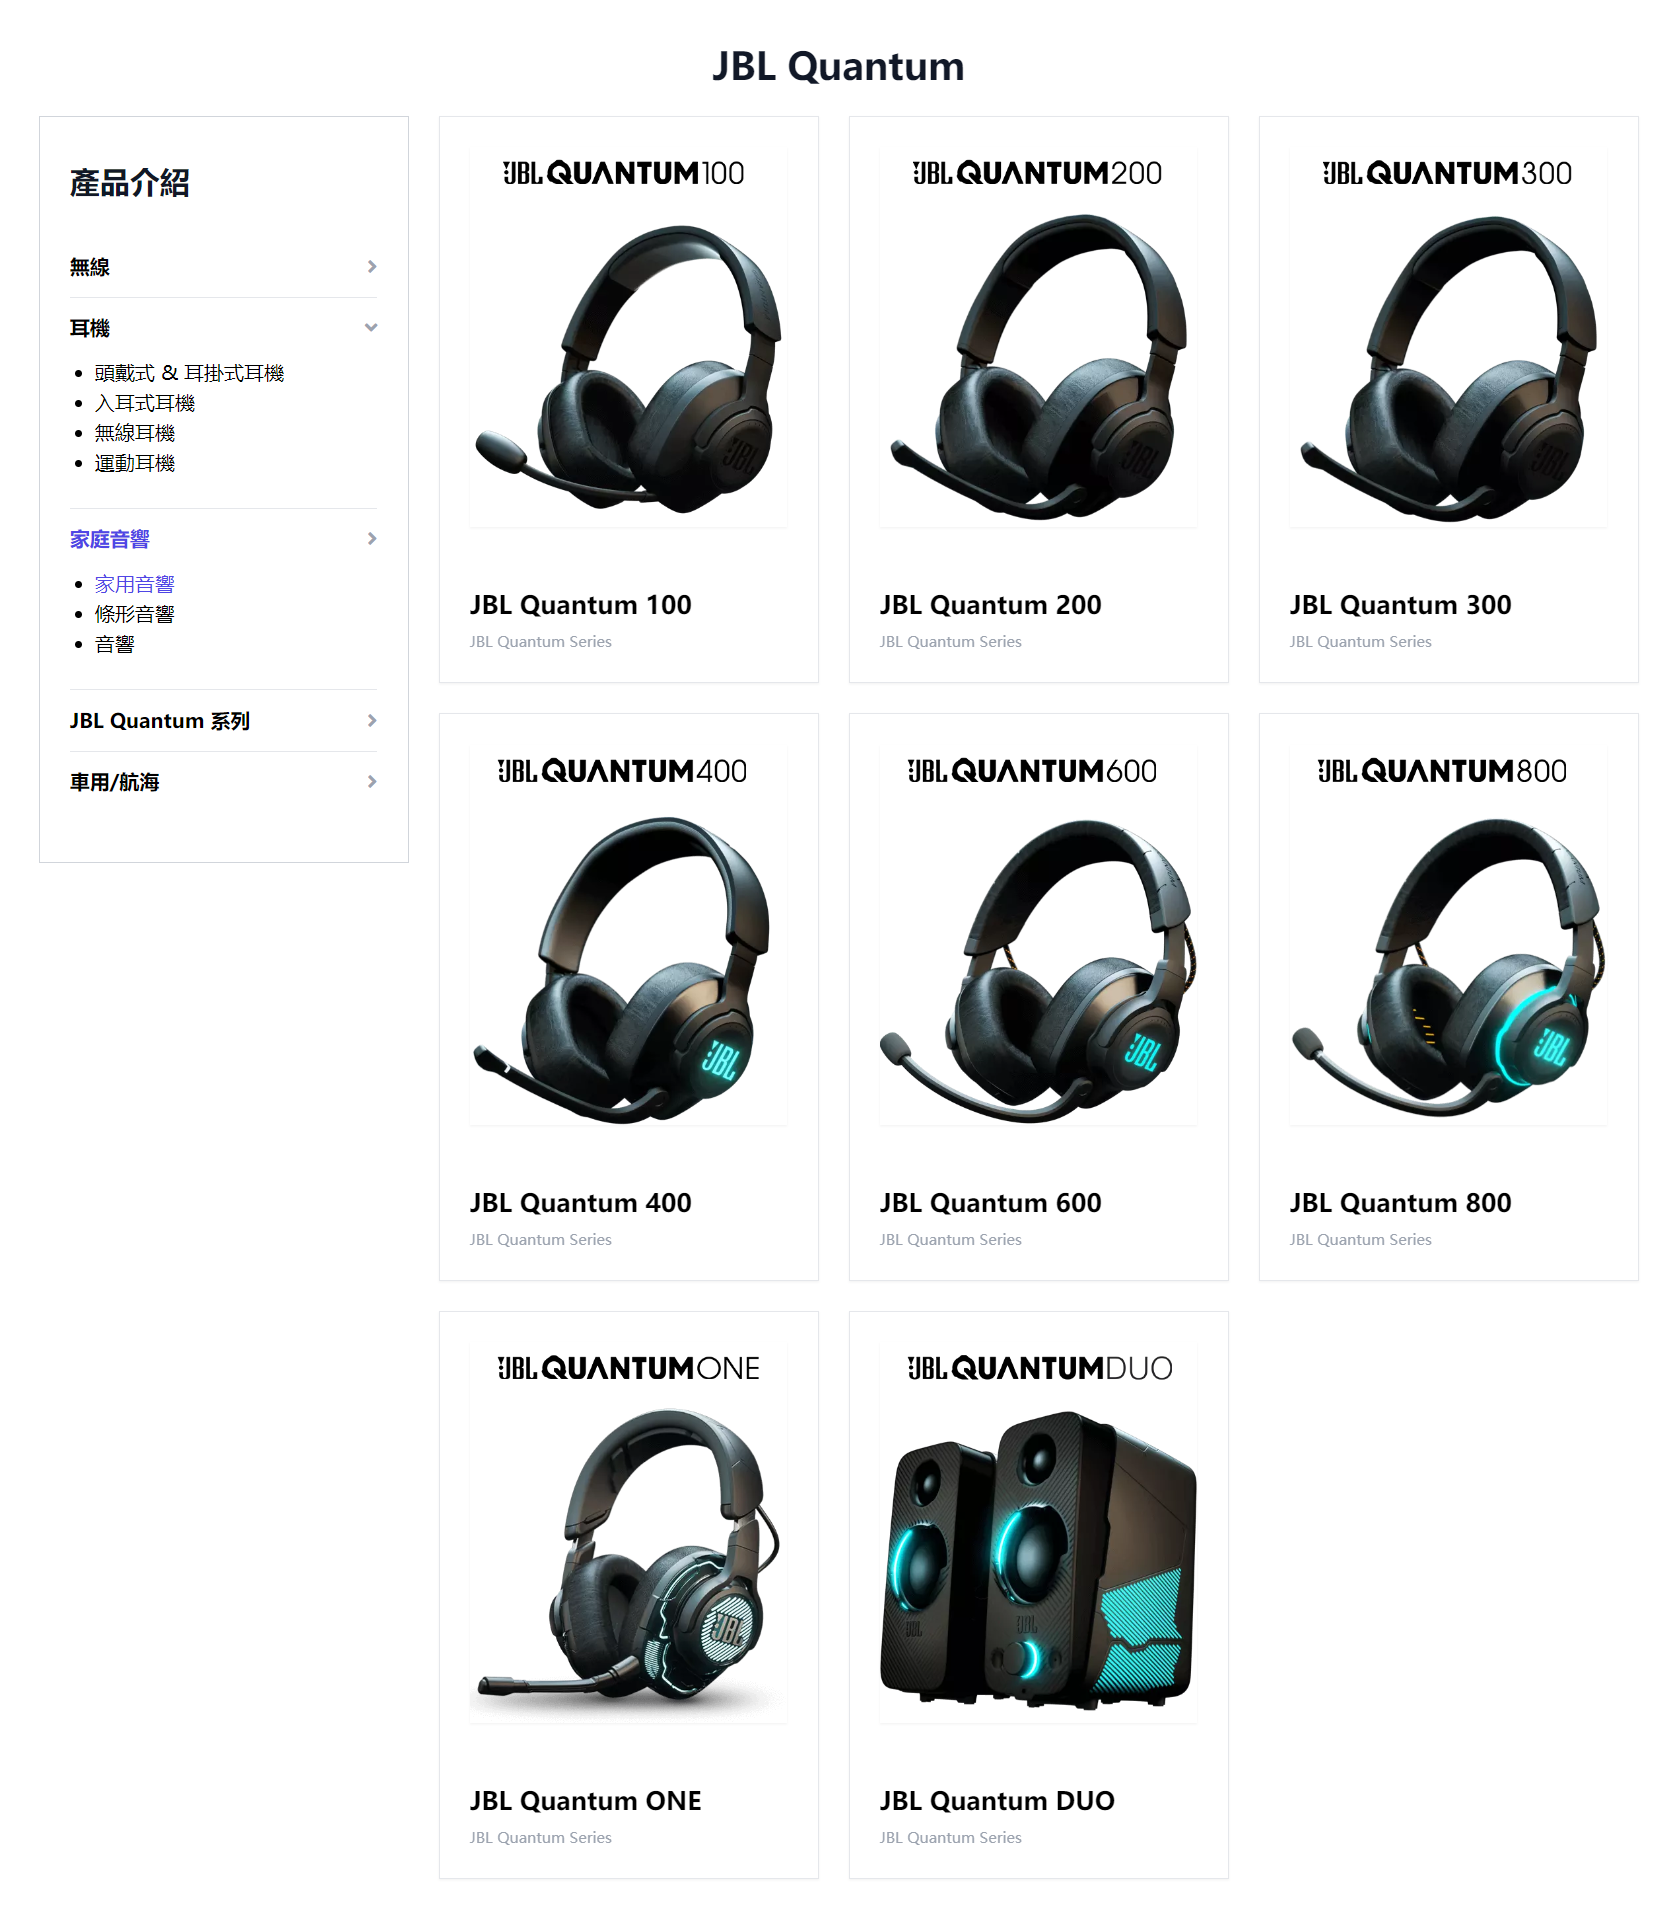 JBL Quantum
產品介紹
無線
耳機
頭戴式 & 耳掛式耳機
入耳式耳機
無線耳機
運動耳機
家庭音響
家用音響
條形音響
音響
JBL Quantum 系列
車用/航海
JBL QUANTUM100
JBL
JBL Quantum 100
JBL Quantum Series
JBL QUANTUM200
JBL
JBL Quantum 200
JBL Quantum Series
JBL QUANTUM300
JBL
JBL Quantum 300
JBL Quantum Series
JBL QUANTUM400
JBL
JBL Quantum 400
JBL Quantum Series
JBL QUANTUM600
JBL
JBL Quantum 600
JBL Quantum Series
JBL QUANTUM800
JBL
JBL Quantum 800
JBL Quantum Series
JBL QUANTUMONE
JBL
JBL Quantum ONE
JBL Quantum Series
JBL QUANTUMDUO
JBL
JBL
JBL Quantum DUO
JBL Quantum Series